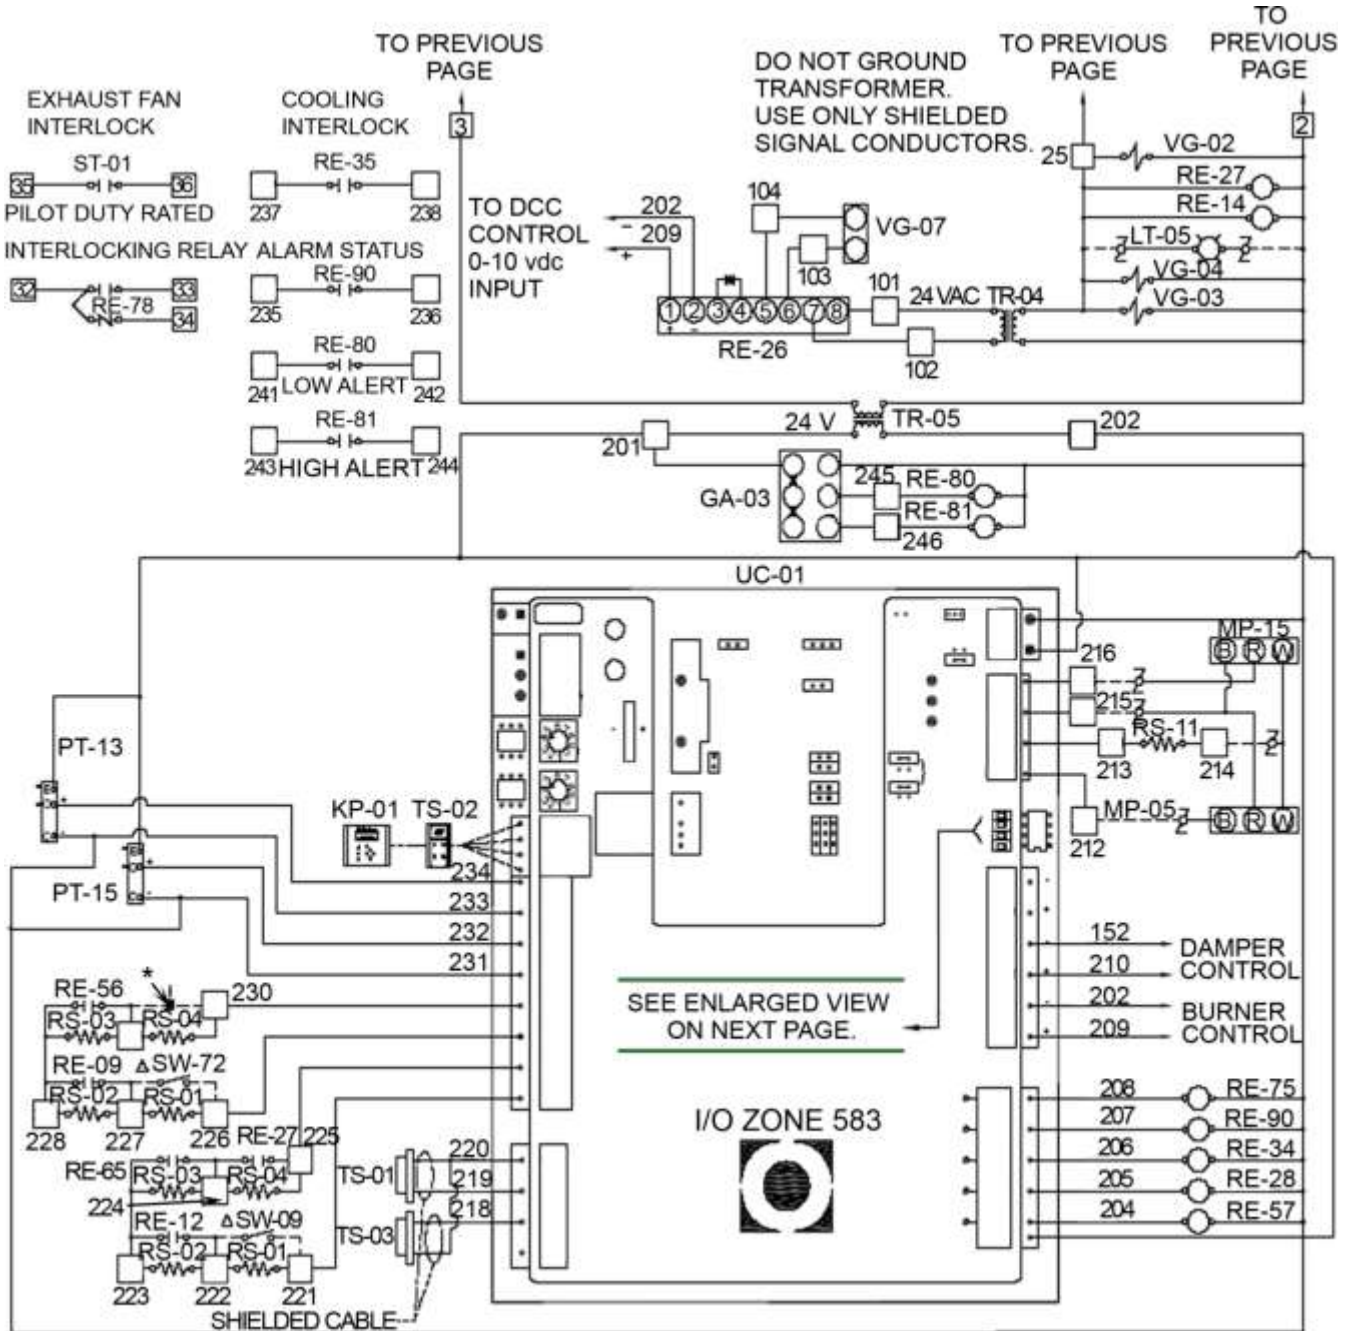 TO
PREVIOUS
PAGE
TO PREVIOUS
PAGE
TO PREVIOUS
PAGE
DO NOT GROUND
TRANSFORMER.
USE ONLY SHIELDED
SIGNAL CONDUCTORS.
EXHAUST FAN
INTERLOCK
COOLING
INTERLOCK
3
2
25
VG-02
ST-01
35
36
PILOT DUTY RATED
RE-35
237
238
RE-27
RE-14
LT-05
VG-04
VG-03
TO DCC
CONTROL
0-10 vdc
INPUT
202
-
209
+
104
VG-07
103
101
24 VAC TR-04
1 2 3 4 5 6 7 8
+ -
RE-26
102
INTERLOCKING RELAY ALARM STATUS
32
33
RE-78
34
RE-90
235
236
RE-80
241
LOW ALERT
242
RE-81
243
HIGH ALERT
244
24 V
TR-05
201
202
GA-03
245
RE-80
RE-81
246
UC-01
MP-15
B R W
216
215
RS-11
213
214
MP-05
B R W
212
PT-13
+
-
KP-01
TS-02
PT-15
+
-
234
233
232
231
- +
-
+
-
152
+
210
DAMPER
CONTROL
-
202
+
209
BURNER
CONTROL
SEE ENLARGED VIEW
ON NEXT PAGE.
*
RE-56
230
RS-03
RS-04
RE-09
△SW-72
RS-02
RS-01
228
227
226
RE-27
225
RE-65
RS-03
RS-04
224
RE-12
△SW-09
RS-02
RS-01
223
222
221
TS-01
220
219
218
TS-03
SHIELDED CABLE
I/O ZONE 583
208
RE-75
207
RE-90
206
RE-34
205
RE-28
204
RE-57